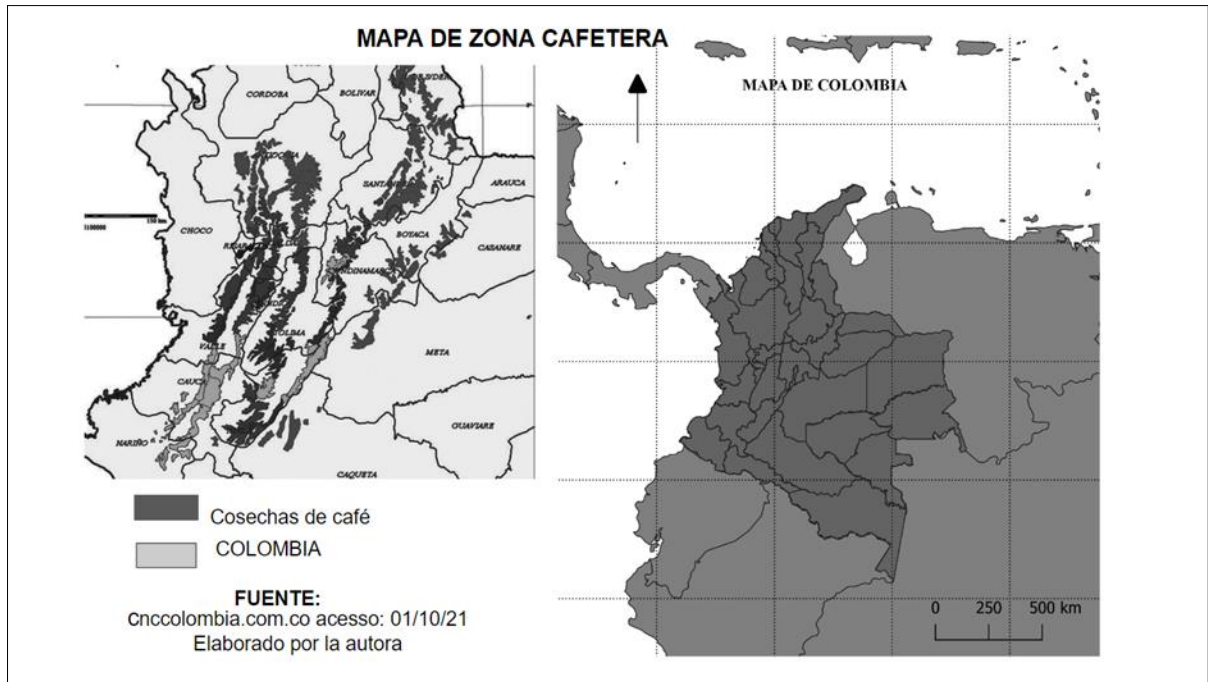 MAPA DE ZONA CAFETERA
MAPA DE COLOMBIA
CORDOBA
BOLIVAR
ARAUCA
CHOCO
BOYACA
CASANARE
TOLIMA
META
VALLE
CAUCA
GUAVIARE
NARIÑO
CAQUETA
150 km
Cosechas de café
COLOMBIA
FUENTE:
cnccolombia.com.co acesso: 01/10/21
Elaborado por la autora
0 250 500 km